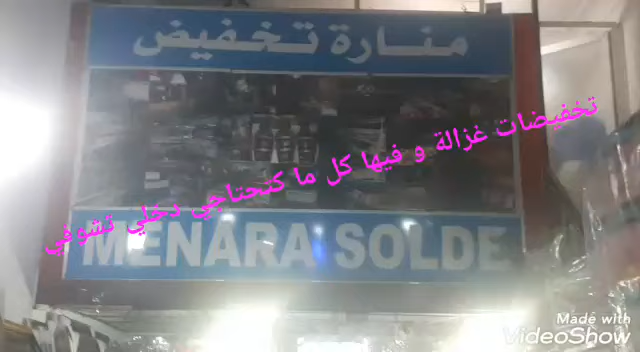 منارة تخفيض
تخفيضات غزالة و فيها كل ما كتحتاجي دخلي تشوفي
MENARA SOLDE
Made with
VideoShow